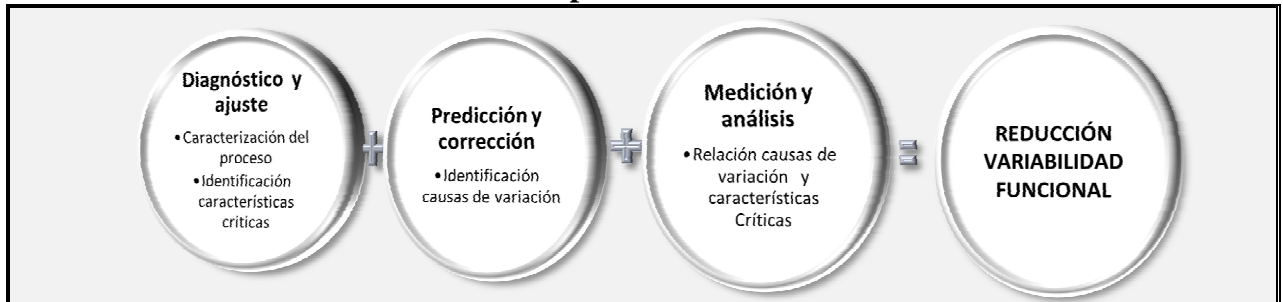 Diagnóstico y
ajuste
•Caracterización del
proceso
•Identificación
características
críticas
+
Predicción y
corrección
•Identificación
causas de variación
+
Medición y
análisis
•Relación causas de
variación y
características
Críticas
=
REDUCCIÓN
VARIABILIDAD
FUNCIONAL